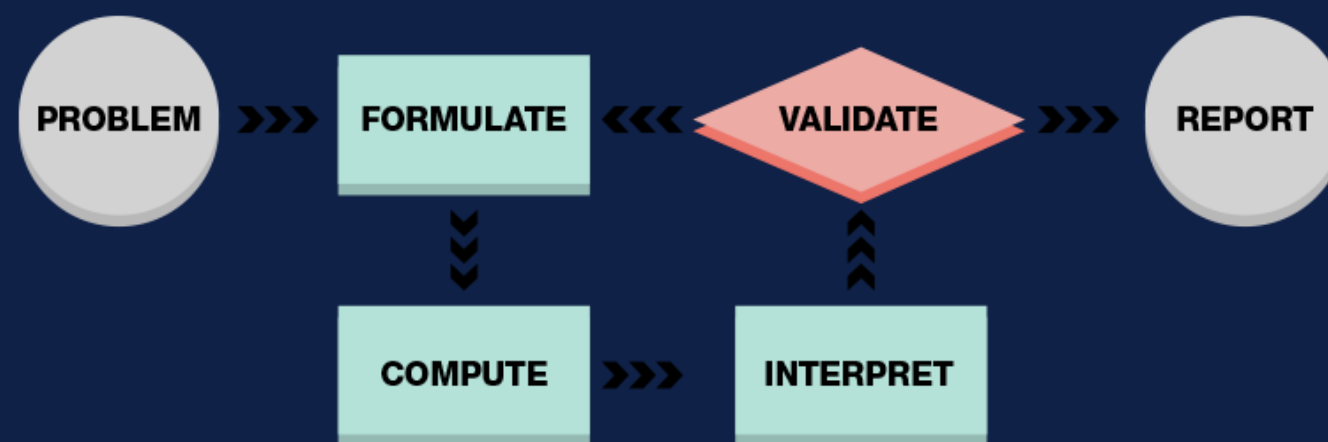 PROBLEM
FORMULATE
VALIDATE
REPORT
COMPUTE
INTERPRET